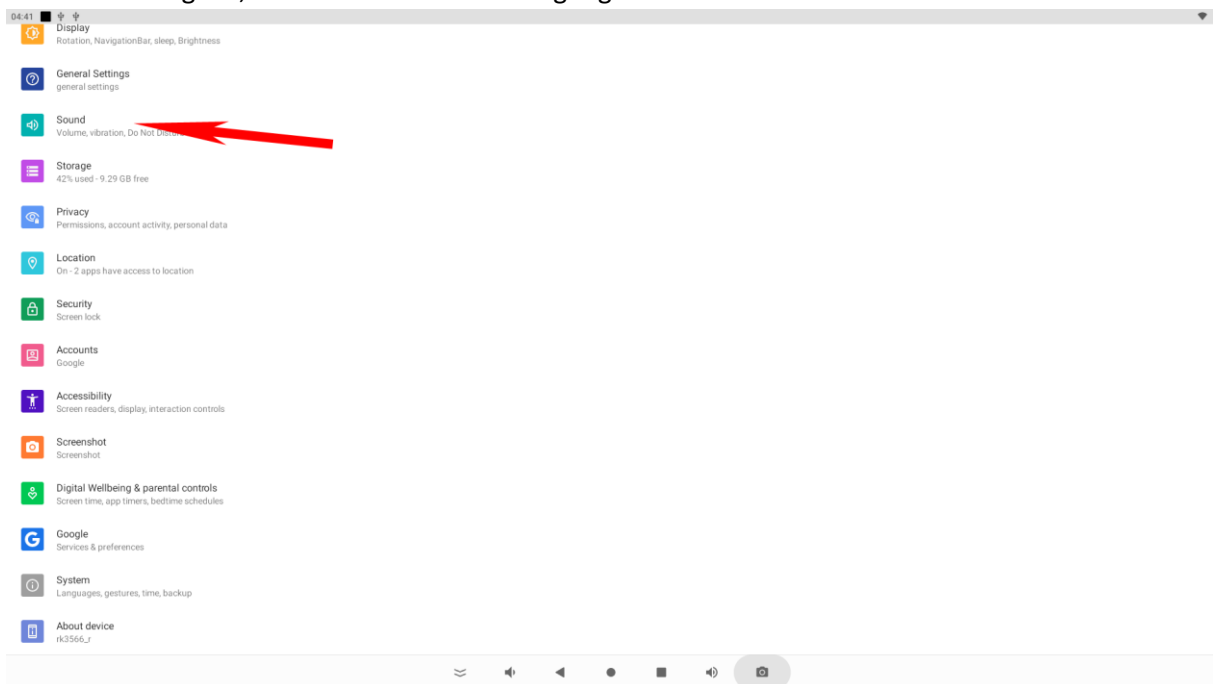 04:41
Display
Rotation, NavigationBar, sleep, Brightness
General Settings
general settings
Sound
Volume, vibration, Do Not
Storage
42% used - 9.29 GB free
Privacy
Permissions, account activity, personal data
Location
On - 2 apps have access to location
Security
Screen lock
Accounts
Google
Accessibility
Screen readers, display, interaction controls
Screenshot
Screenshot
Digital Wellbeing & parental controls
Screen time, app timers, bedtime schedules
Google
Services & preferences
System
Languages, gestures, time, backup
About device
rk3566_r